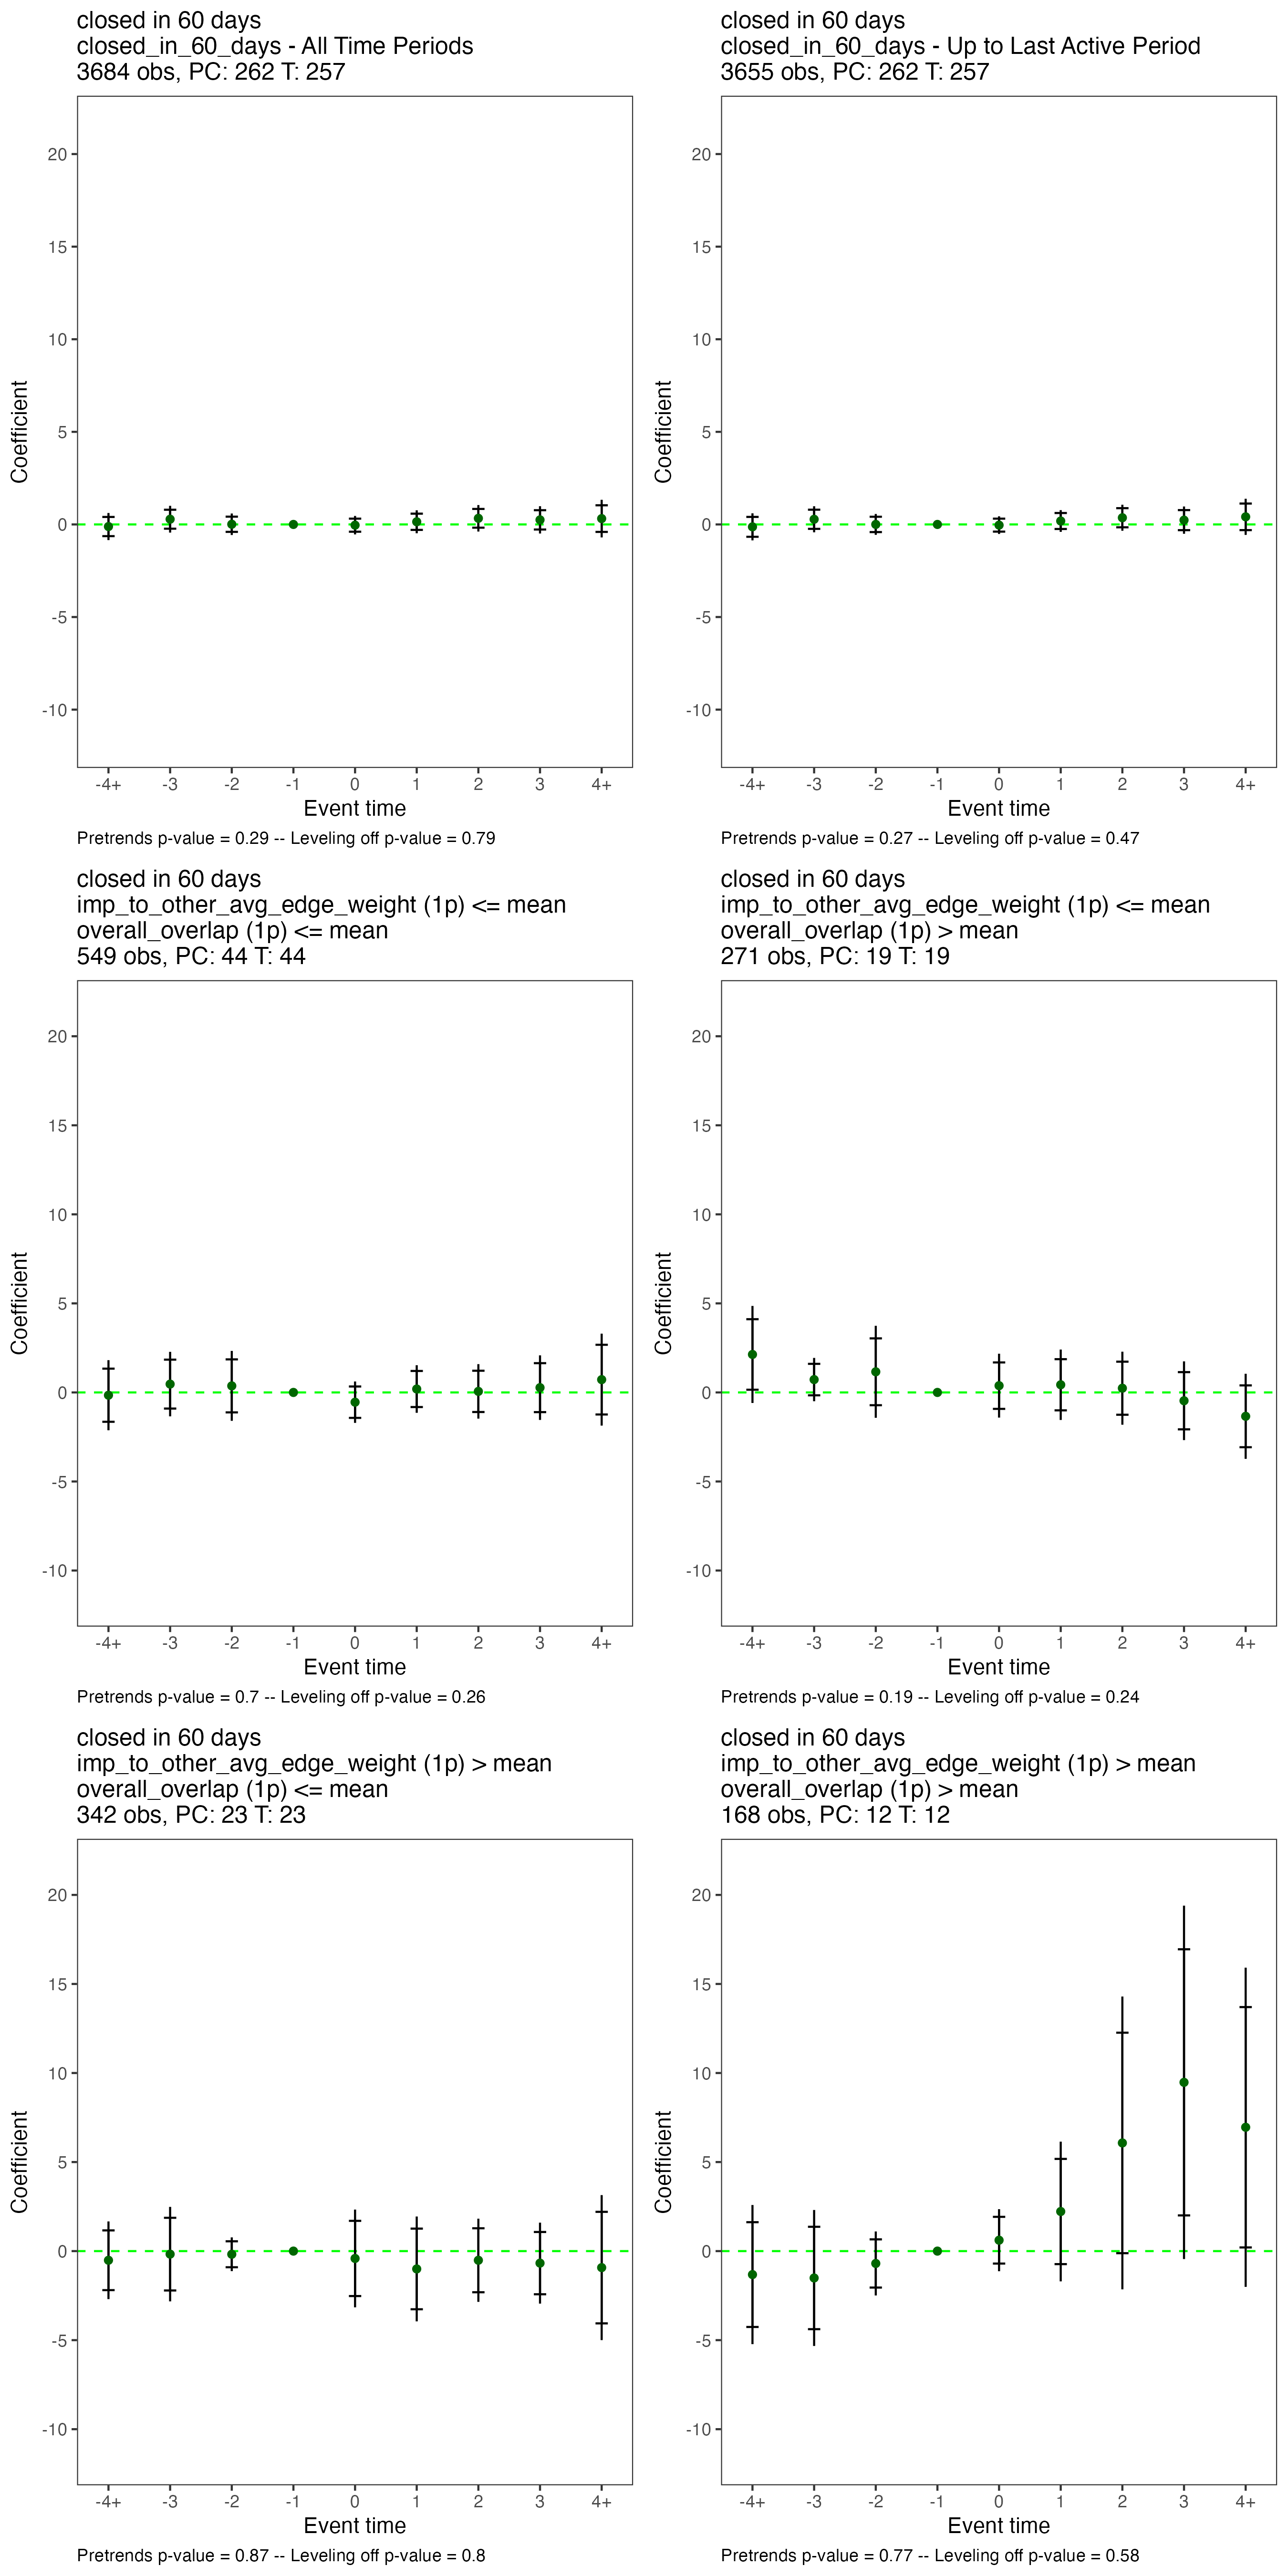 closed in 60 days
closed_in_60_days - All Time Periods
3684 obs, PC: 262 T: 257
20
15
10
5
0
-5
-10
Coefficient
-4+ -3 -2 -1 0 1 2 3 4+
Event time
Pretrends p-value = 0.29 -- Leveling off p-value = 0.79
closed in 60 days
closed_in_60_days - Up to Last Active Period
3655 obs, PC: 262 T: 257
20
15
10
5
0
-5
-10
Coefficient
-4+ -3 -2 -1 0 1 2 3 4+
Event time
Pretrends p-value = 0.27 -- Leveling off p-value = 0.47
closed in 60 days
imp_to_other_avg_edge_weight (1p) <= mean
overall_overlap (1p) <= mean
549 obs, PC: 44 T: 44
20
15
10
5
0
-5
-10
Coefficient
-4+ -3 -2 -1 0 1 2 3 4+
Event time
Pretrends p-value = 0.7 -- Leveling off p-value = 0.26
closed in 60 days
imp_to_other_avg_edge_weight (1p) <= mean
overall_overlap (1p) > mean
271 obs, PC: 19 T: 19
20
15
10
5
0
-5
-10
Coefficient
-4+ -3 -2 -1 0 1 2 3 4+
Event time
Pretrends p-value = 0.19 -- Leveling off p-value = 0.24
closed in 60 days
imp_to_other_avg_edge_weight (1p) > mean
overall_overlap (1p) <= mean
342 obs, PC: 23 T: 23
20
15
10
5
0
-5
-10
Coefficient
-4+ -3 -2 -1 0 1 2 3 4+
Event time
Pretrends p-value = 0.87 -- Leveling off p-value = 0.8
closed in 60 days
imp_to_other_avg_edge_weight (1p) > mean
overall_overlap (1p) > mean
168 obs, PC: 12 T: 12
20
15
10
5
0
-5
-10
Coefficient
-4+ -3 -2 -1 0 1 2 3 4+
Event time
Pretrends p-value = 0.77 -- Leveling off p-value = 0.58